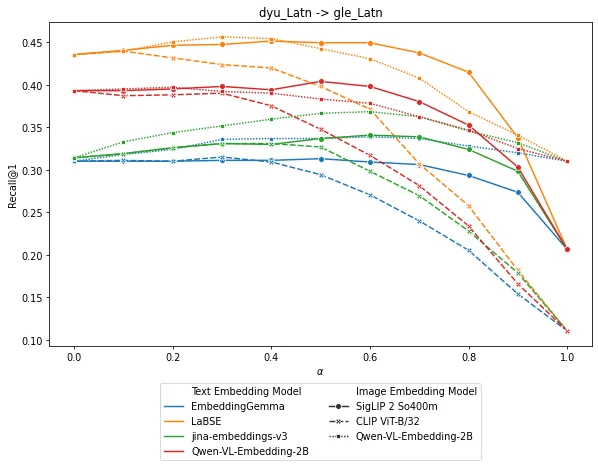 dyu_Latn -> gle_Latn
Recall@1
0.45
0.40
0.35
0.30
0.25
0.20
0.15
0.10
0.0 0.2 0.4 0.6 0.8 1.0
α
Text Embedding Model Image Embedding Model
EmbeddingGemma SigLIP 2 So400m
LaBSE CLIP ViT-B/32
jina-embeddings-v3 Qwen-VL-Embedding-2B
Qwen-VL-Embedding-2B